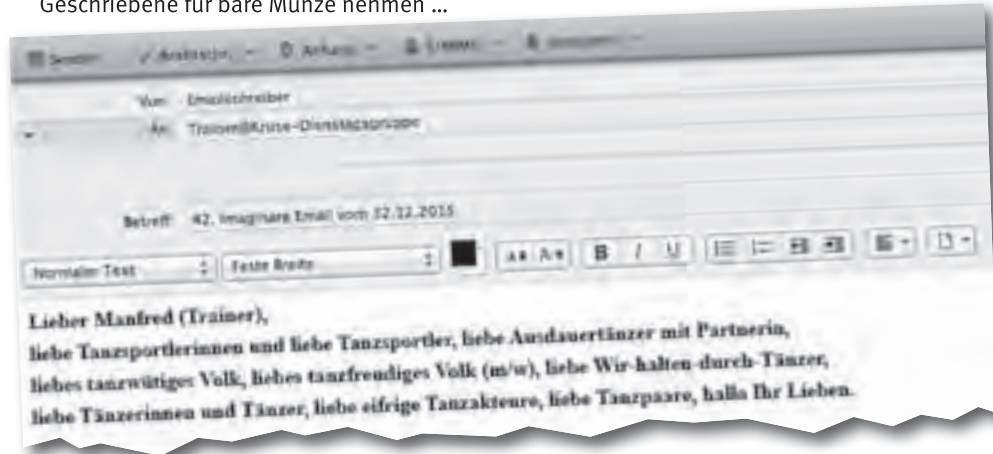 Geschriebene für bare Münze nehmen ...
Senden Anhang
Von: Emailschreiber
An: Trainer@Kruse-Dienstagsgruppe
Betreff: 42. Imaginäre Email vom 32.12.2015
Normaler Text Feste Breite B I U
Lieber Manfred (Trainer),
liebe Tanzsportlerinnen und liebe Tanzsportler, liebe Ausdauertänzer mit Partnerin,
liebes tanzwütiges Volk, liebes tanzfreudiges Volk (m/w), liebe Wir-halten-durch-Tänzer,
liebe Tänzerinnen und Tänzer, liebe eifrige Tanzakteure, liebe Tanzpaare, hallo Ihr Lieben.